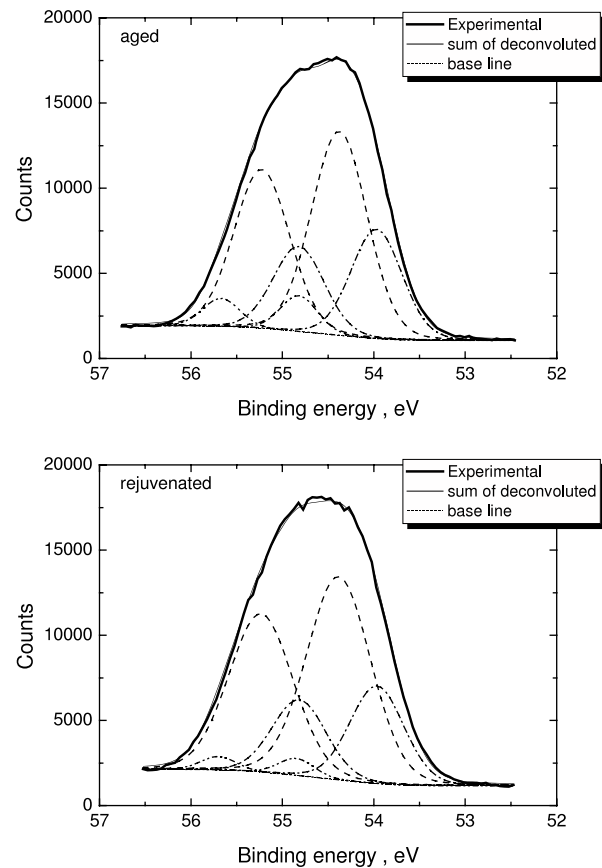 20000
aged
Experimental
sum of deconvoluted
base line
15000
10000
5000
0
Counts
57
56
55
54
53
52
Binding energy , eV
20000
rejuvenated
Experimental
sum of deconvoluted
base line
15000
10000
5000
0
Counts
57
56
55
54
53
52
Binding energy , eV